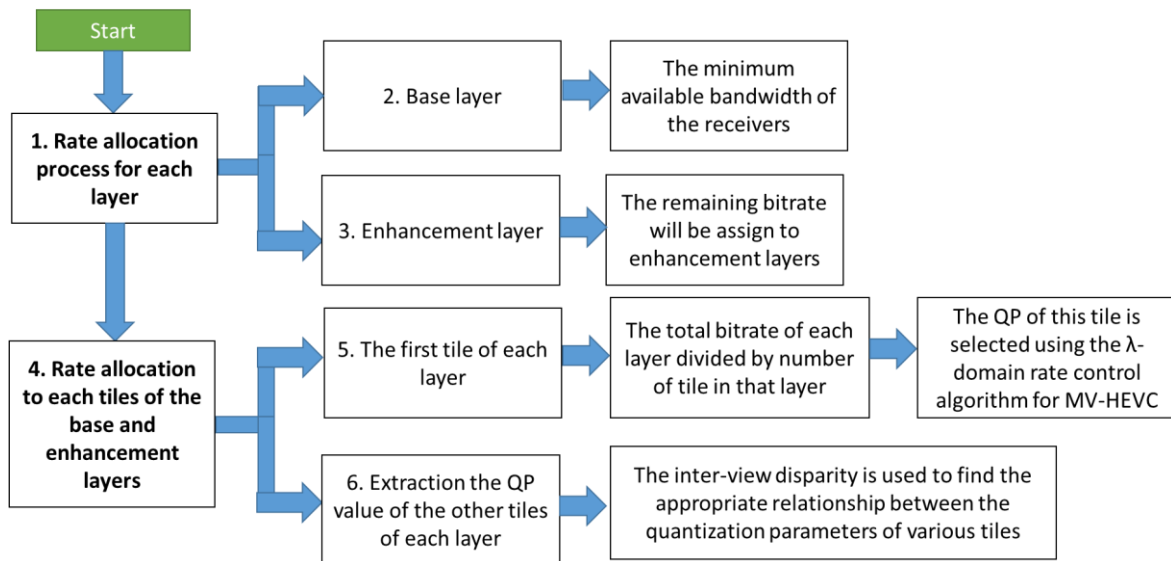 Start
1. Rate allocation
process for each
layer
2. Base layer
The minimum
available bandwidth of
the receivers
3. Enhancement layer
The remaining bitrate
will be assign to
enhancement layers
4. Rate allocation
to each tiles of the
base and
enhancement
layers
5. The first tile of each
layer
The total bitrate of each
layer divided by number
of tile in that layer
The QP of this tile is
selected using the λ-
domain rate control
algorithm for MV-HEVC
6. Extraction the QP
value of the other tiles
of each layer
The inter-view disparity is used to find the
appropriate relationship between the
quantization parameters of various tiles